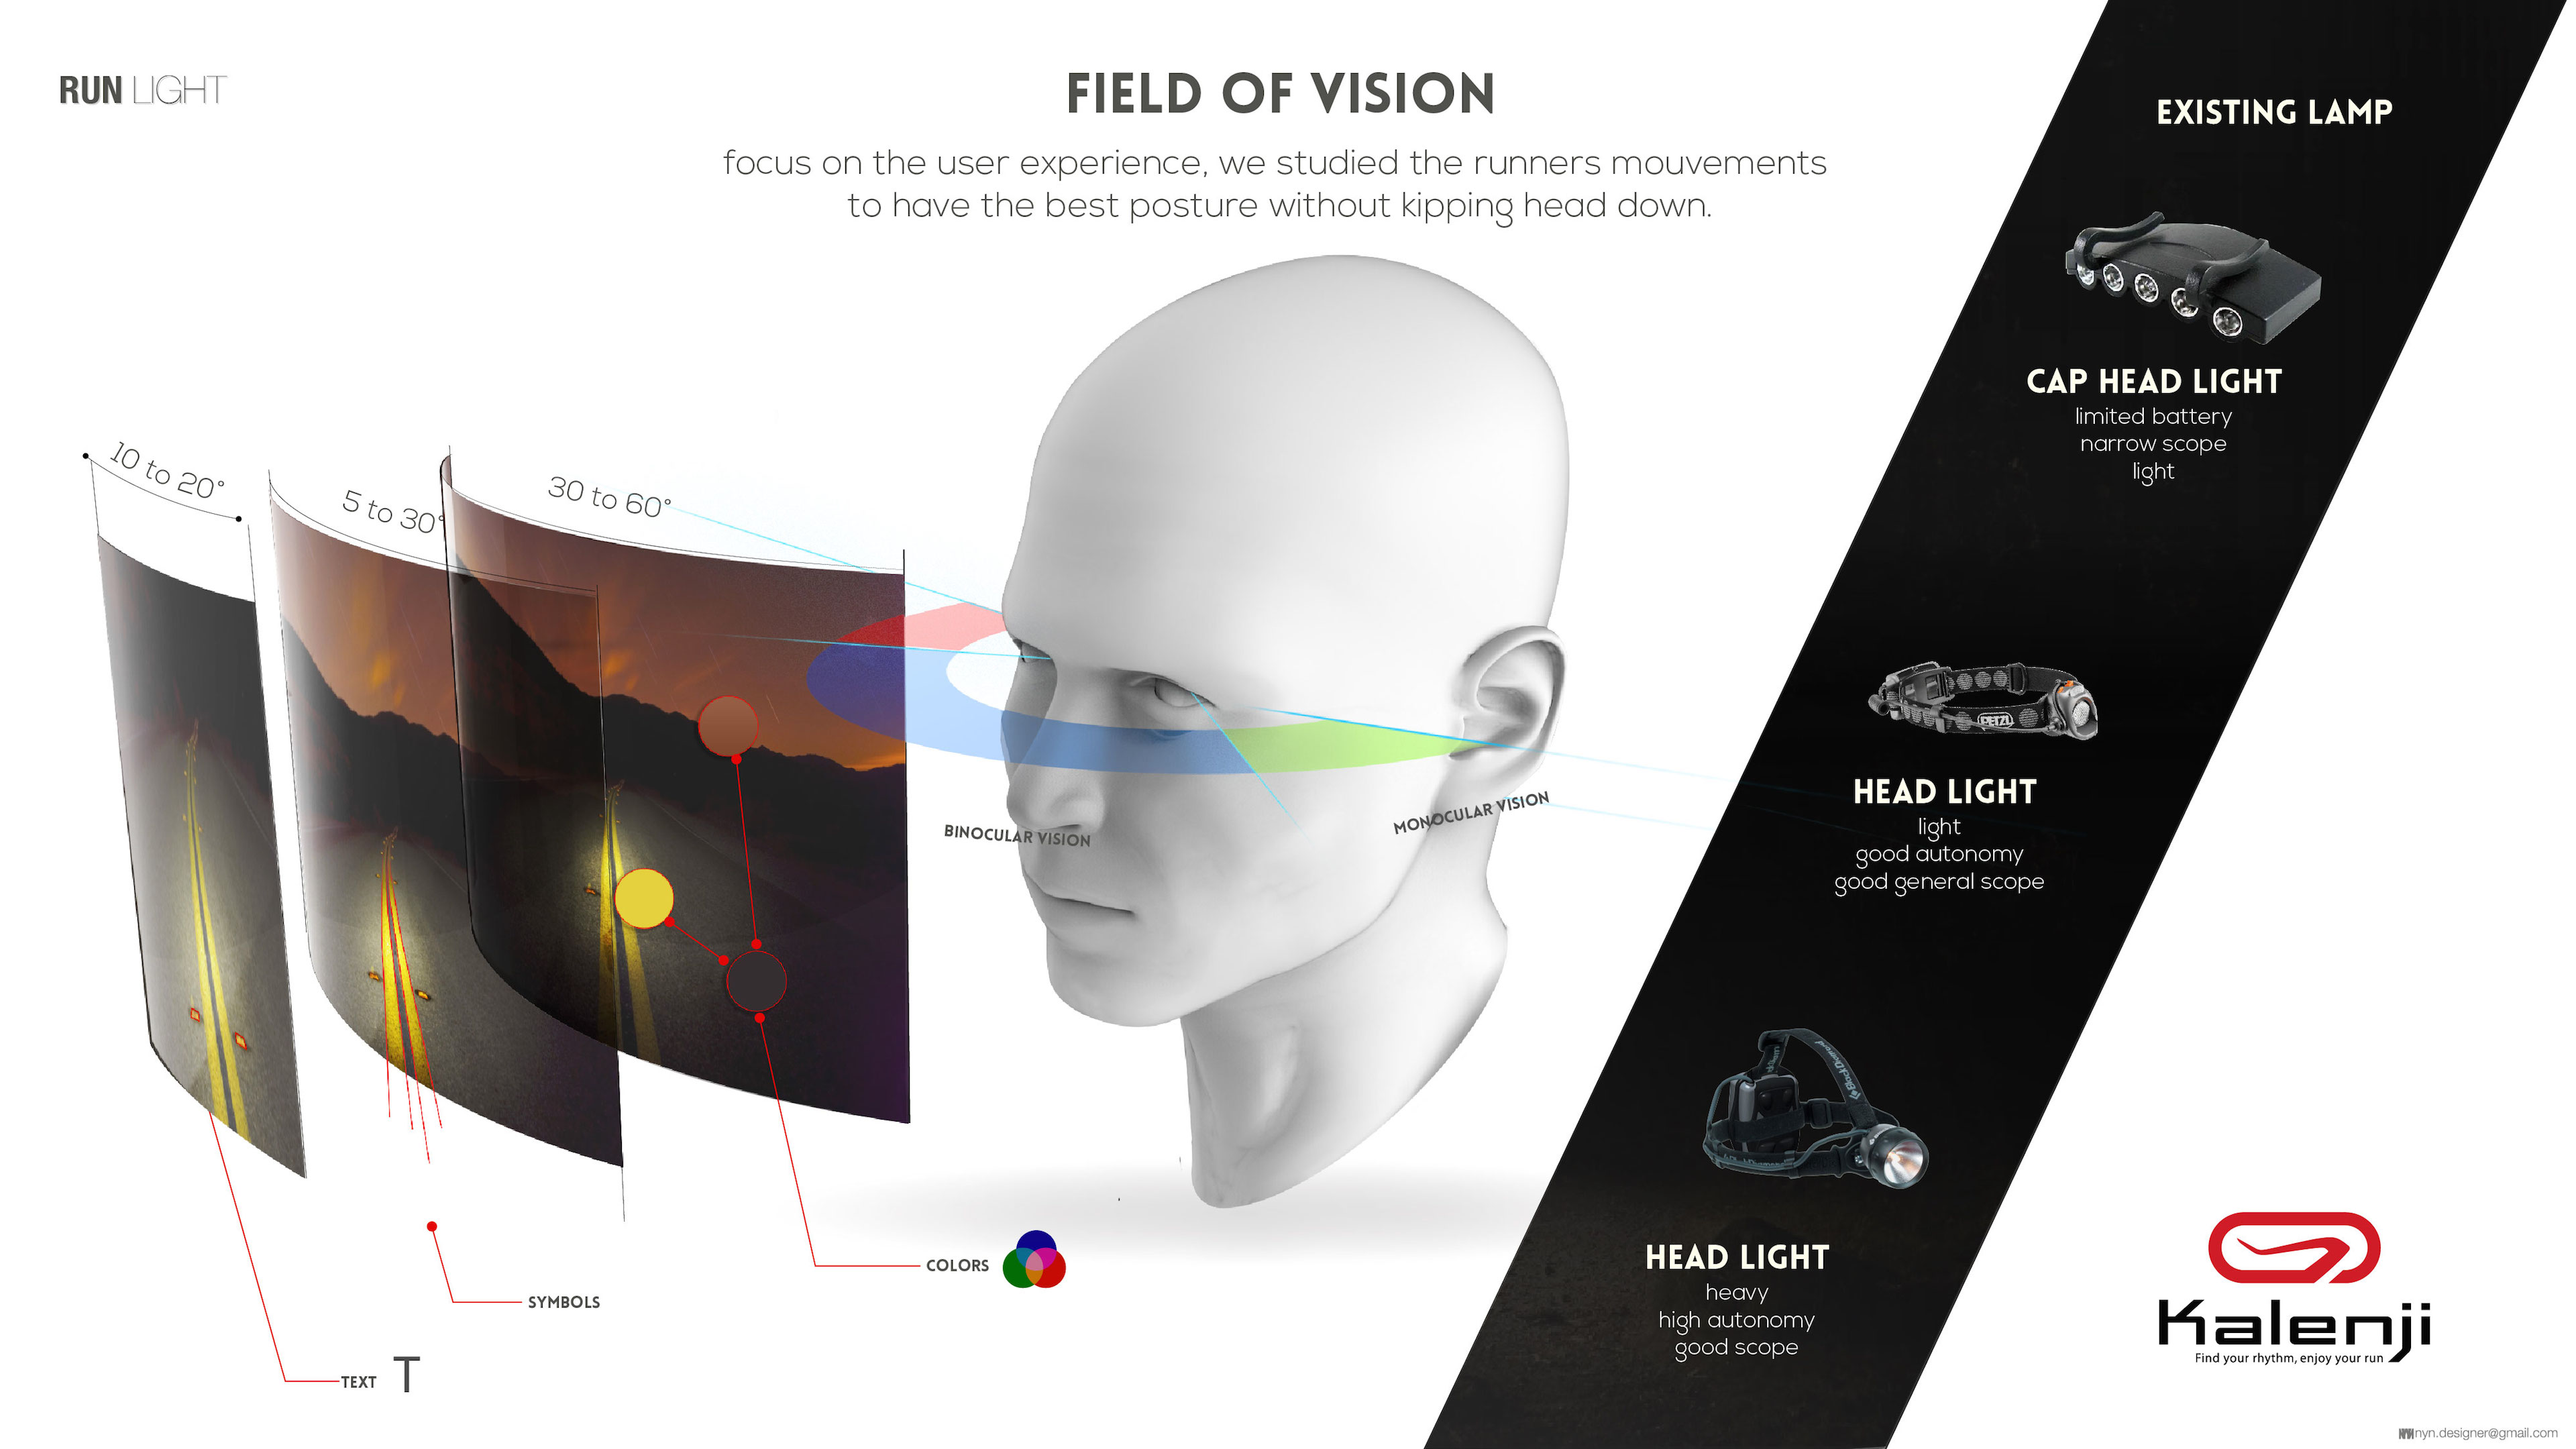 RUN LIGHT
FIELD OF VISION
focus on the user experience, we studied the runners mouvements
to have the best posture without kipping head down.
10 to 20°
5 to 30°
30 to 60°
BINOCULAR VISION
MONOCULAR VISION
COLORS
SYMBOLS
TEXT T
EXISTING LAMP
CAP HEAD LIGHT
limited battery
narrow scope
light
PETZL
HEAD LIGHT
light
good autonomy
good general scope
HEAD LIGHT
heavy
high autonomy
good scope
Kalenji
Find your rhythm, enjoy your run
nyn.designer@gmail.com